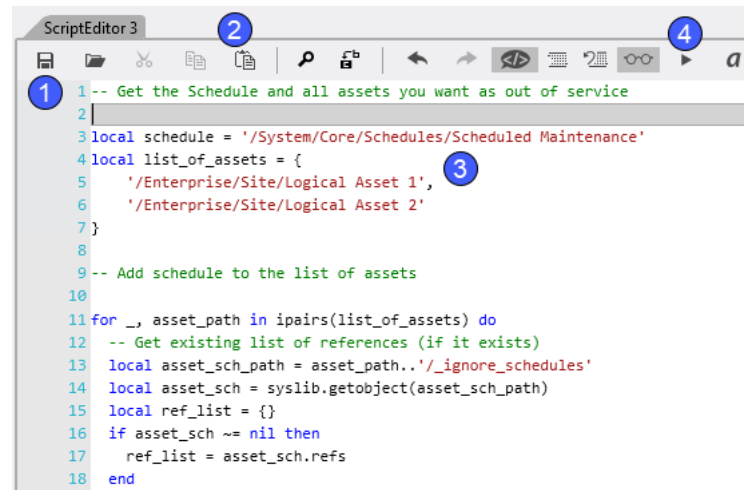 ScriptEditor 3
2
4
a
1
1 -- Get the Schedule and all assets you want as out of service
2
3 local schedule = '/System/Core/Schedules/Scheduled Maintenance'
4 local list_of_assets = {
3
5 '/Enterprise/Site/Logical Asset 1',
6 '/Enterprise/Site/Logical Asset 2'
7 }
8
9 -- Add schedule to the list of assets
10
11 for _, asset_path in ipairs(list_of_assets) do
12 -- Get existing list of references (if it exists)
13 local asset_sch_path = asset_path..'/_ignore_schedules'
14 local asset_sch = syslib.getobject(asset_sch_path)
15 local ref_list = {}
16 if asset_sch ~= nil then
17 ref_list = asset_sch.refs
18 end